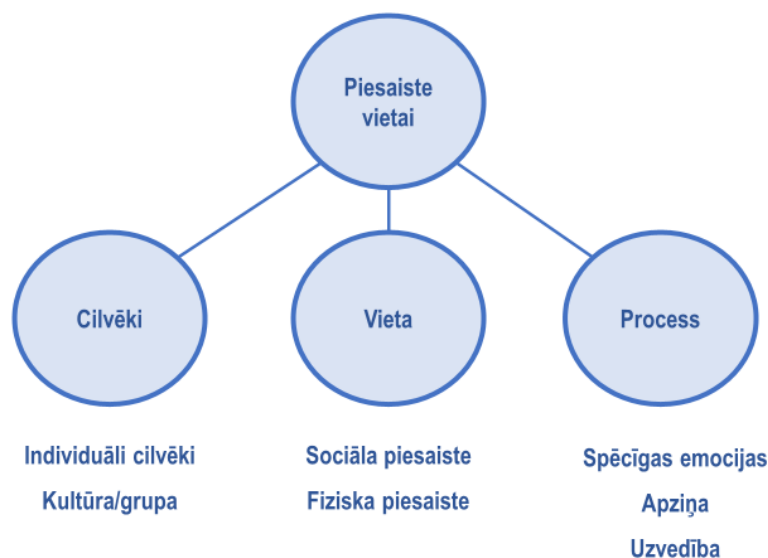 Piesaiste
vietai
Cilvēki
Vieta
Process
Individuāli cilvēki
Kultūra/grupa
Sociāla piesaiste
Fiziska piesaiste
Spēcīgas emocijas
Apziņa
Uzvedība